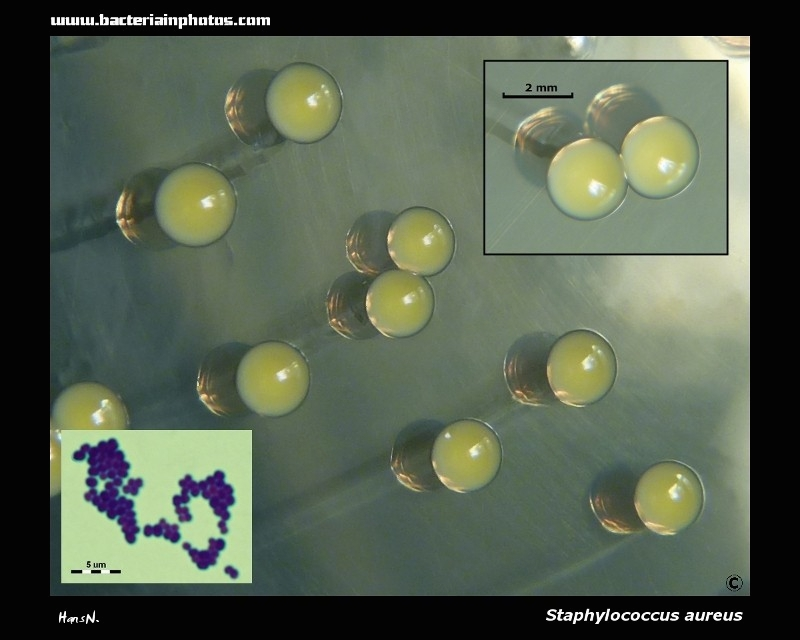 www.bacteriainphotos.com
2 mm
5 um
©
HansN.
Staphylococcus aureus